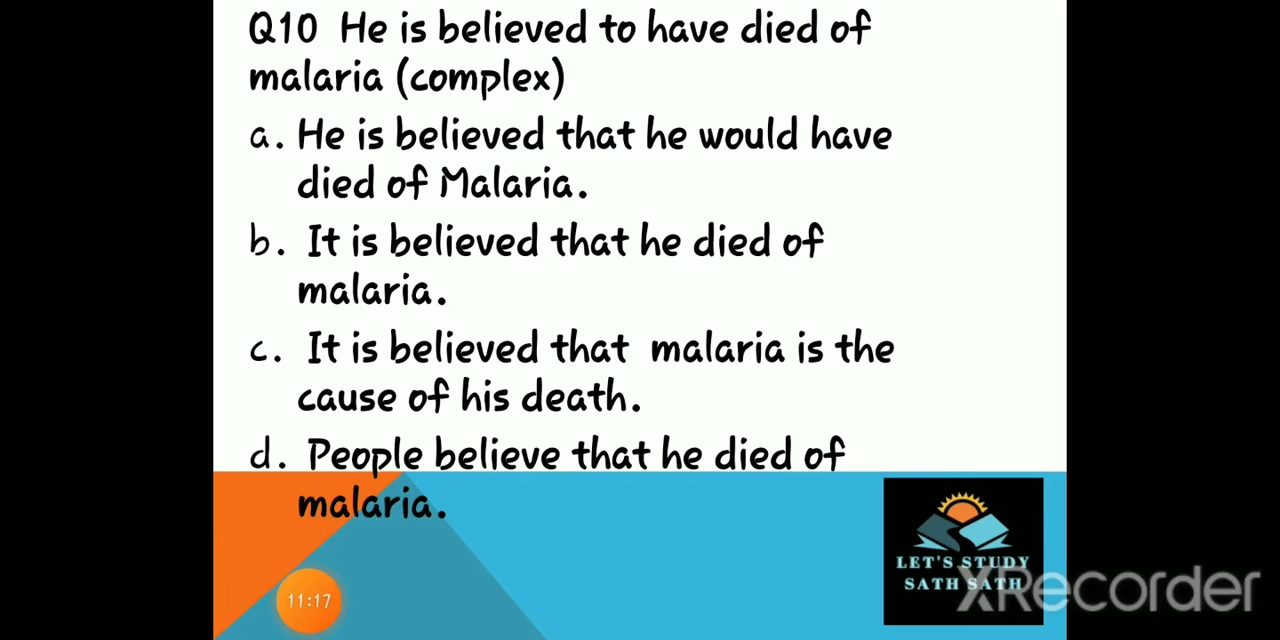 Q10 He is believed to have died of
malaria (complex)
a. He is believed that he would have
died of Malaria.
b. It is believed that he died of
malaria.
c. It is believed that malaria is the
cause of his death.
d. People believe that he died of
malaria.
LET'S STUDY
SATH SATH
XRecorder
11:17